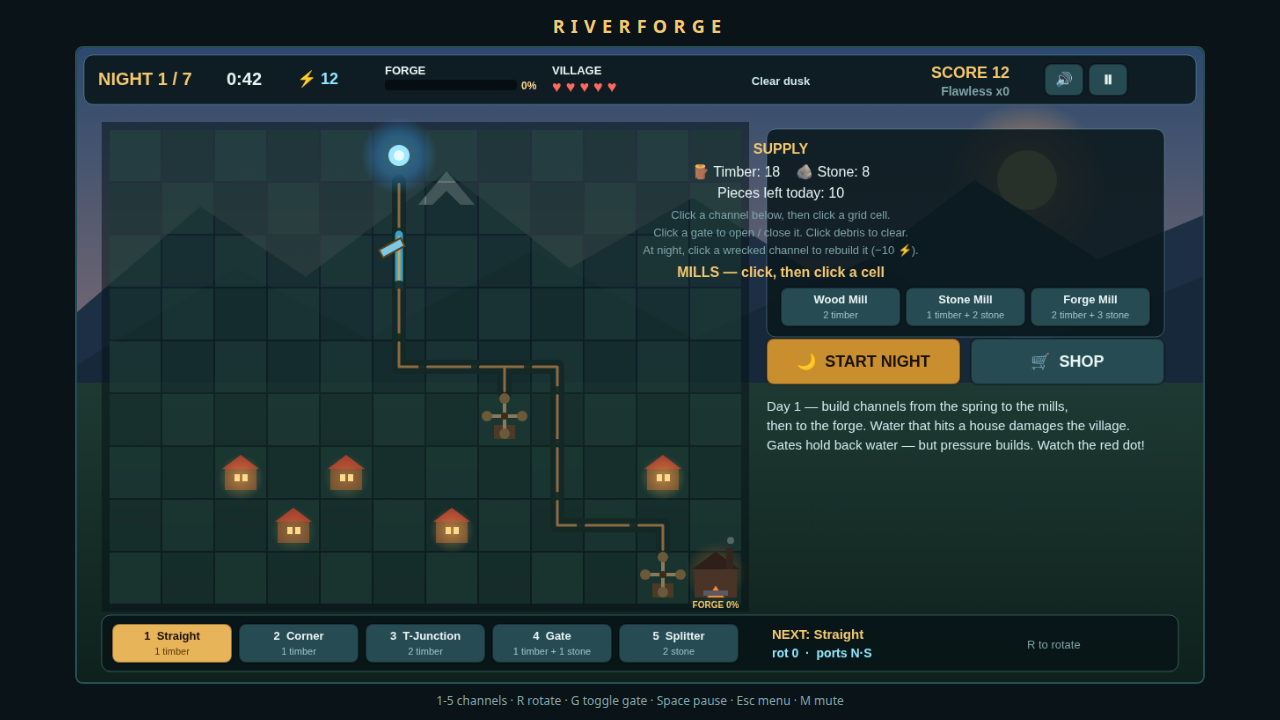 RIVERFORGE
NIGHT 1 / 7
0:42
⚡ 12
FORGE
0%
VILLAGE
Clear dusk
SCORE 12
Flawless x0
SUPPLY
Timber: 18 Stone: 8
Pieces left today: 10
Click a channel below, then click a grid cell.
Click a gate to open / close it. Click debris to clear.
At night, click a wrecked channel to rebuild it (−10 ⚡).
MILLS — click, then click a cell
Wood Mill
2 timber
Stone Mill
1 timber + 2 stone
Forge Mill
2 timber + 3 stone
START NIGHT
SHOP
Day 1 — build channels from the spring to the mills,
then to the forge. Water that hits a house damages the village.
Gates hold back water — but pressure builds. Watch the red dot!
FORGE 0%
1 Straight
1 timber
2 Corner
1 timber
3 T-Junction
2 timber
4 Gate
1 timber + 1 stone
5 Splitter
2 stone
NEXT: Straight
rot 0 · ports N·S
R to rotate
1-5 channels · R rotate · G toggle gate · Space pause · Esc menu · M mute